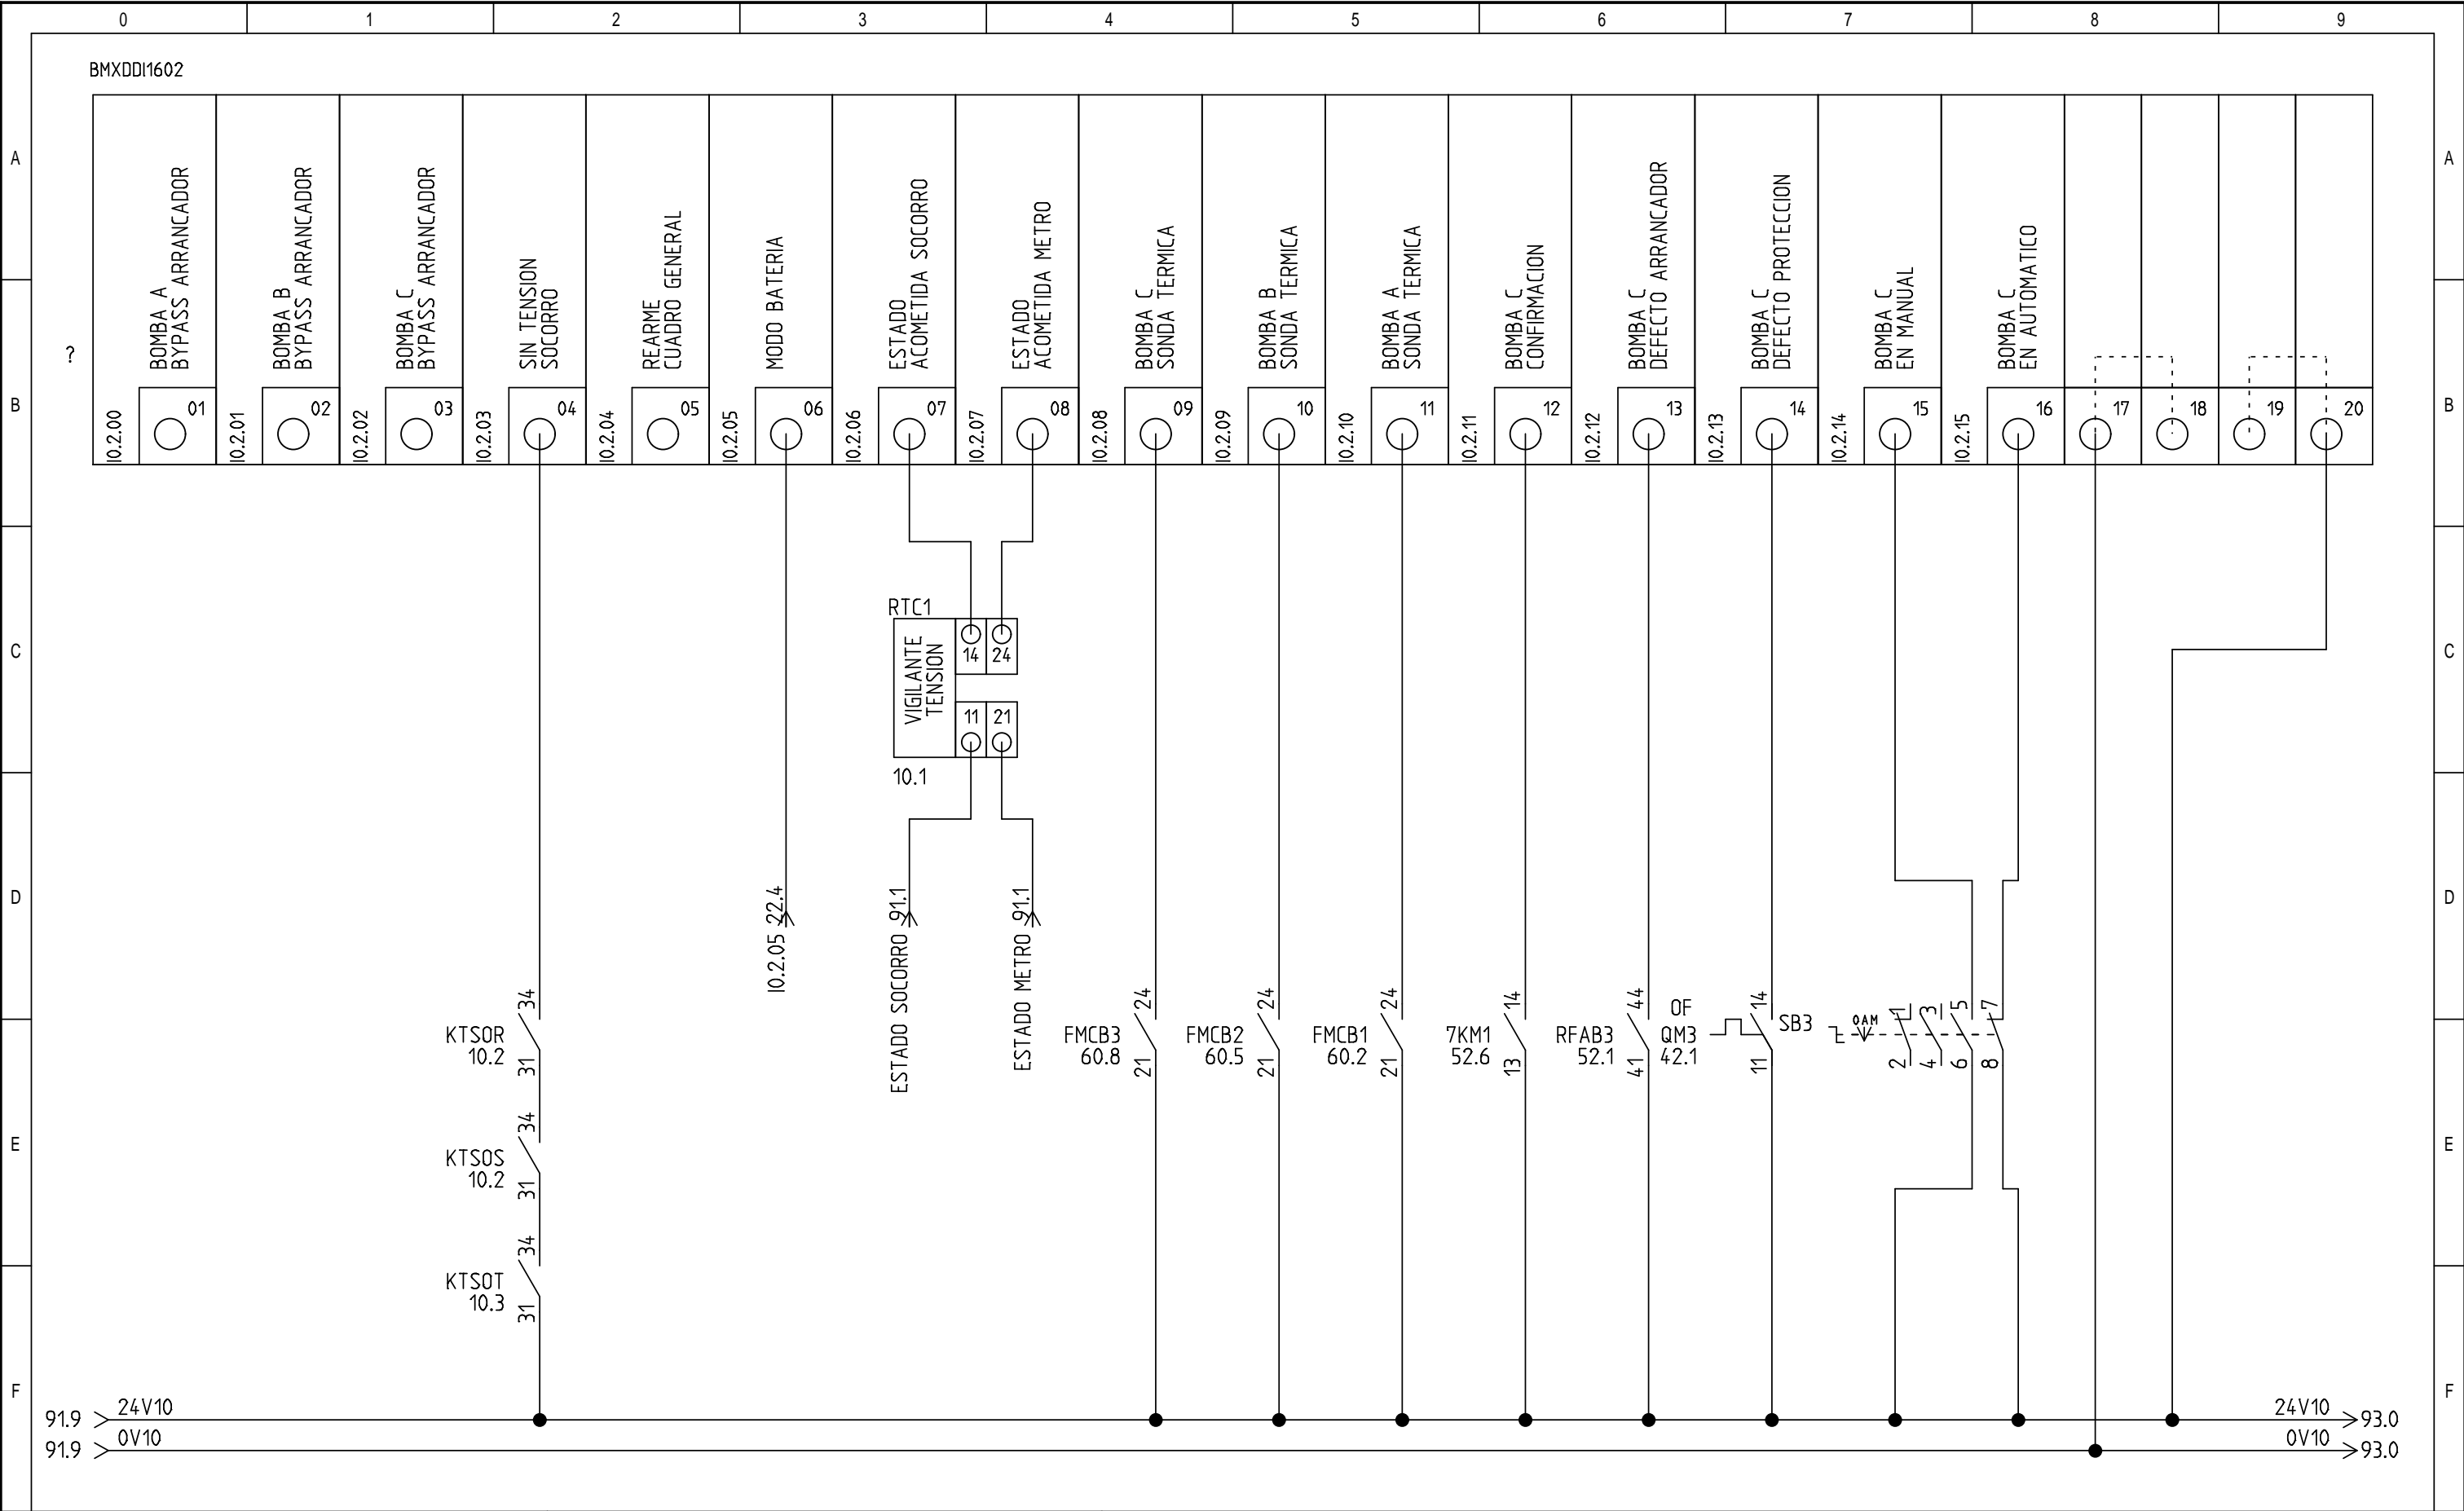 0 1 2 3 4 5 6 7 8 9
BMXDDI1602
A A
B B
C C
D D
E E
F F
?
BOMBA A
BYPASS ARRANCADOR
BOMBA B
BYPASS ARRANCADOR
BOMBA C
BYPASS ARRANCADOR
SIN TENSION
SOCORRO
REARME
CUADRO GENERAL
MODO BATERIA
ESTADO
ACOMETIDA SOCORRO
ESTADO
ACOMETIDA METRO
BOMBA C
SONDA TERMICA
BOMBA B
SONDA TERMICA
BOMBA A
SONDA TERMICA
BOMBA C
CONFIRMACION
BOMBA C
DEFECTO ARRANCADOR
BOMBA C
DEFECTO PROTECCION
BOMBA C
EN MANUAL
BOMBA C
EN AUTOMATICO
I0.2.00 01
I0.2.01 02
I0.2.02 03
I0.2.03 04
I0.2.04 05
I0.2.05 06
I0.2.06 07
I0.2.07 08
I0.2.08 09
I0.2.09 10
I0.2.10 11
I0.2.11 12
I0.2.12 13
I0.2.13 14
I0.2.14 15
I0.2.15 16
17
18
19
20
RTC1
VIGILANTE
TENSION
14 24
11 21
10.1
I0.2.05 22.4
ESTADO SOCORRO 91.1
ESTADO METRO 91.1
34
KTSOR
10.2
31
34
KTSOS
10.2
31
34
KTSOT
10.3
31
24
FMCB3
60.8
21
24
FMCB2
60.5
21
24
FMCB1
60.2
21
14
7KM1
52.6
13
44
RFAB3
52.1
41
OF
QM3
42.1
14
11
SB3
0AM
1 3 5 7
2 4 6 8
91.9 24V10 24V10 93.0
91.9 0V10 0V10 93.0